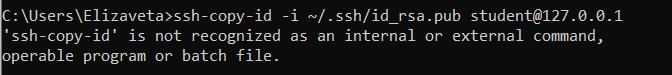 C:\Users\Elizaveta>ssh-copy-id -i ~/.ssh/id_rsa.pub student@127.0.0.1
'ssh-copy-id' is not recognized as an internal or external command,
operable program or batch file.